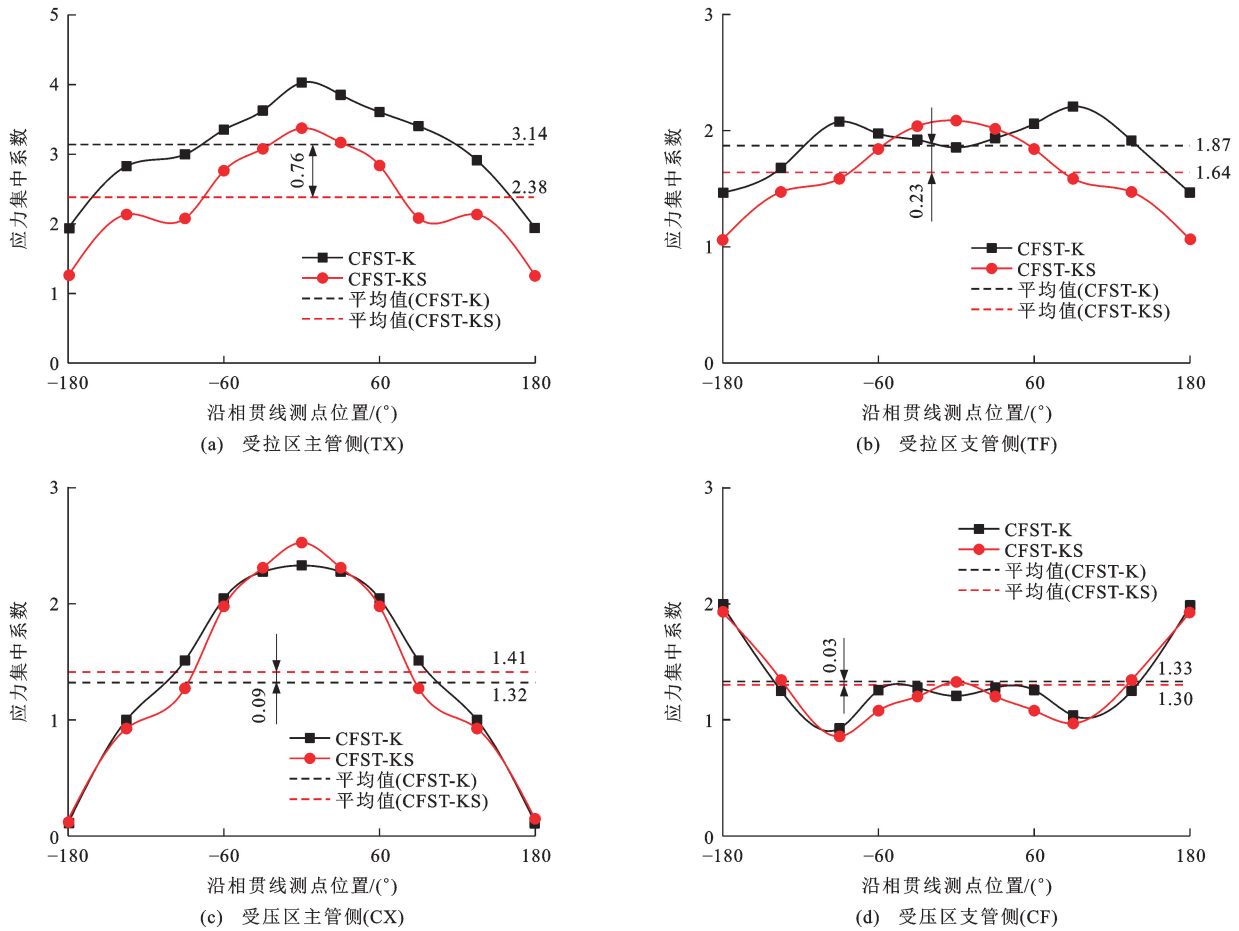 5
4
3
2
1
0
应力集中系数
3.14
2.38
0.76
CFST-K
CFST-KS
平均值(CFST-K)
平均值(CFST-KS)
−180
−60
60
180
沿相贯线测点位置/(°)
(a) 受拉区主管侧(TX)
3
2
1
0
应力集中系数
1.87
1.64
0.23
CFST-K
CFST-KS
平均值(CFST-K)
平均值(CFST-KS)
−180
−60
60
180
沿相贯线测点位置/(°)
(b) 受拉区支管侧(TF)
3
2
1
0
应力集中系数
1.41
1.32
0.09
CFST-K
CFST-KS
平均值(CFST-K)
平均值(CFST-KS)
−180
−60
60
180
沿相贯线测点位置/(°)
(c) 受压区主管侧(CX)
3
2
1
0
应力集中系数
CFST-K
CFST-KS
平均值(CFST-K)
平均值(CFST-KS)
0.03
1.33
1.30
−180
−60
60
180
沿相贯线测点位置/(°)
(d) 受压区支管侧(CF)